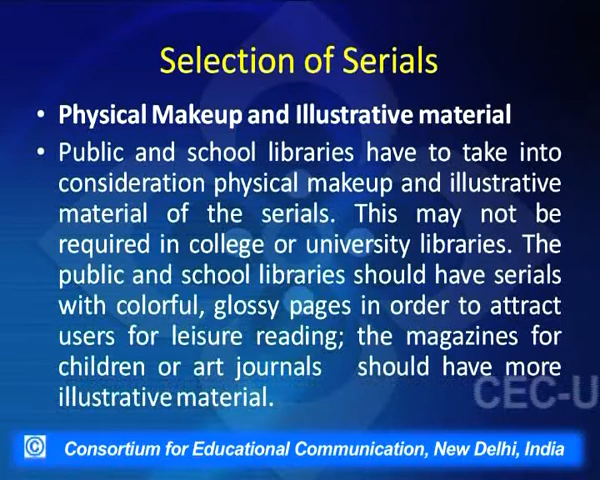 Selection of Serials
• Physical Makeup and Illustrative material
• Public and school libraries have to take into
consideration physical makeup and illustrative
material of the serials. This may not be
required in college or university libraries. The
public and school libraries should have serials
with colorful, glossy pages in order to attract
users for leisure reading; the magazines for
children or art journals should have more
illustrative material.
CEC-U
© Consortium for Educational Communication, New Delhi, India